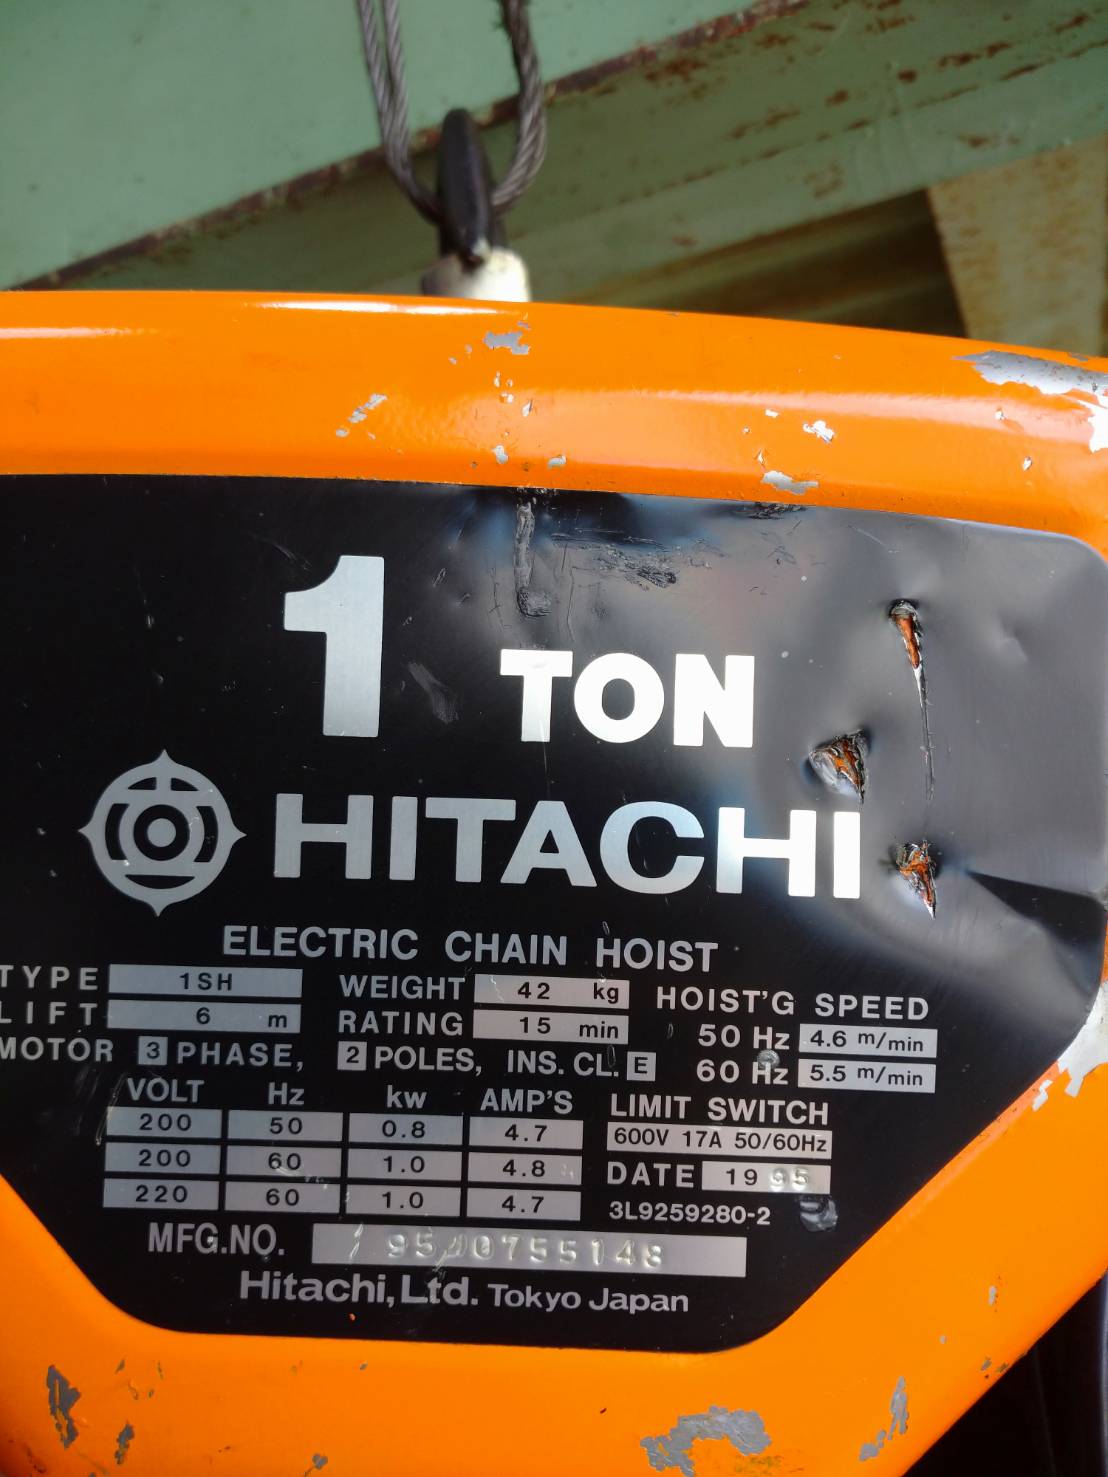 1 TON
HITACHI
ELECTRIC CHAIN HOIST
TYPE 1SH
LIFT 6 m
WEIGHT 42 kg
RATING 15 min
HOIST'G SPEED
50 Hz 4.6 m/min
60 Hz 5.5 m/min
MOTOR 3 PHASE, 2 POLES, INS. CL. E
VOLT Hz kw AMP'S
200 50 0.8 4.7
200 60 1.0 4.8
220 60 1.0 4.7
LIMIT SWITCH
600V 17A 50/60Hz
DATE 1995
3L9259280-2
MFG.NO.
Hitachi, Ltd. Tokyo Japan